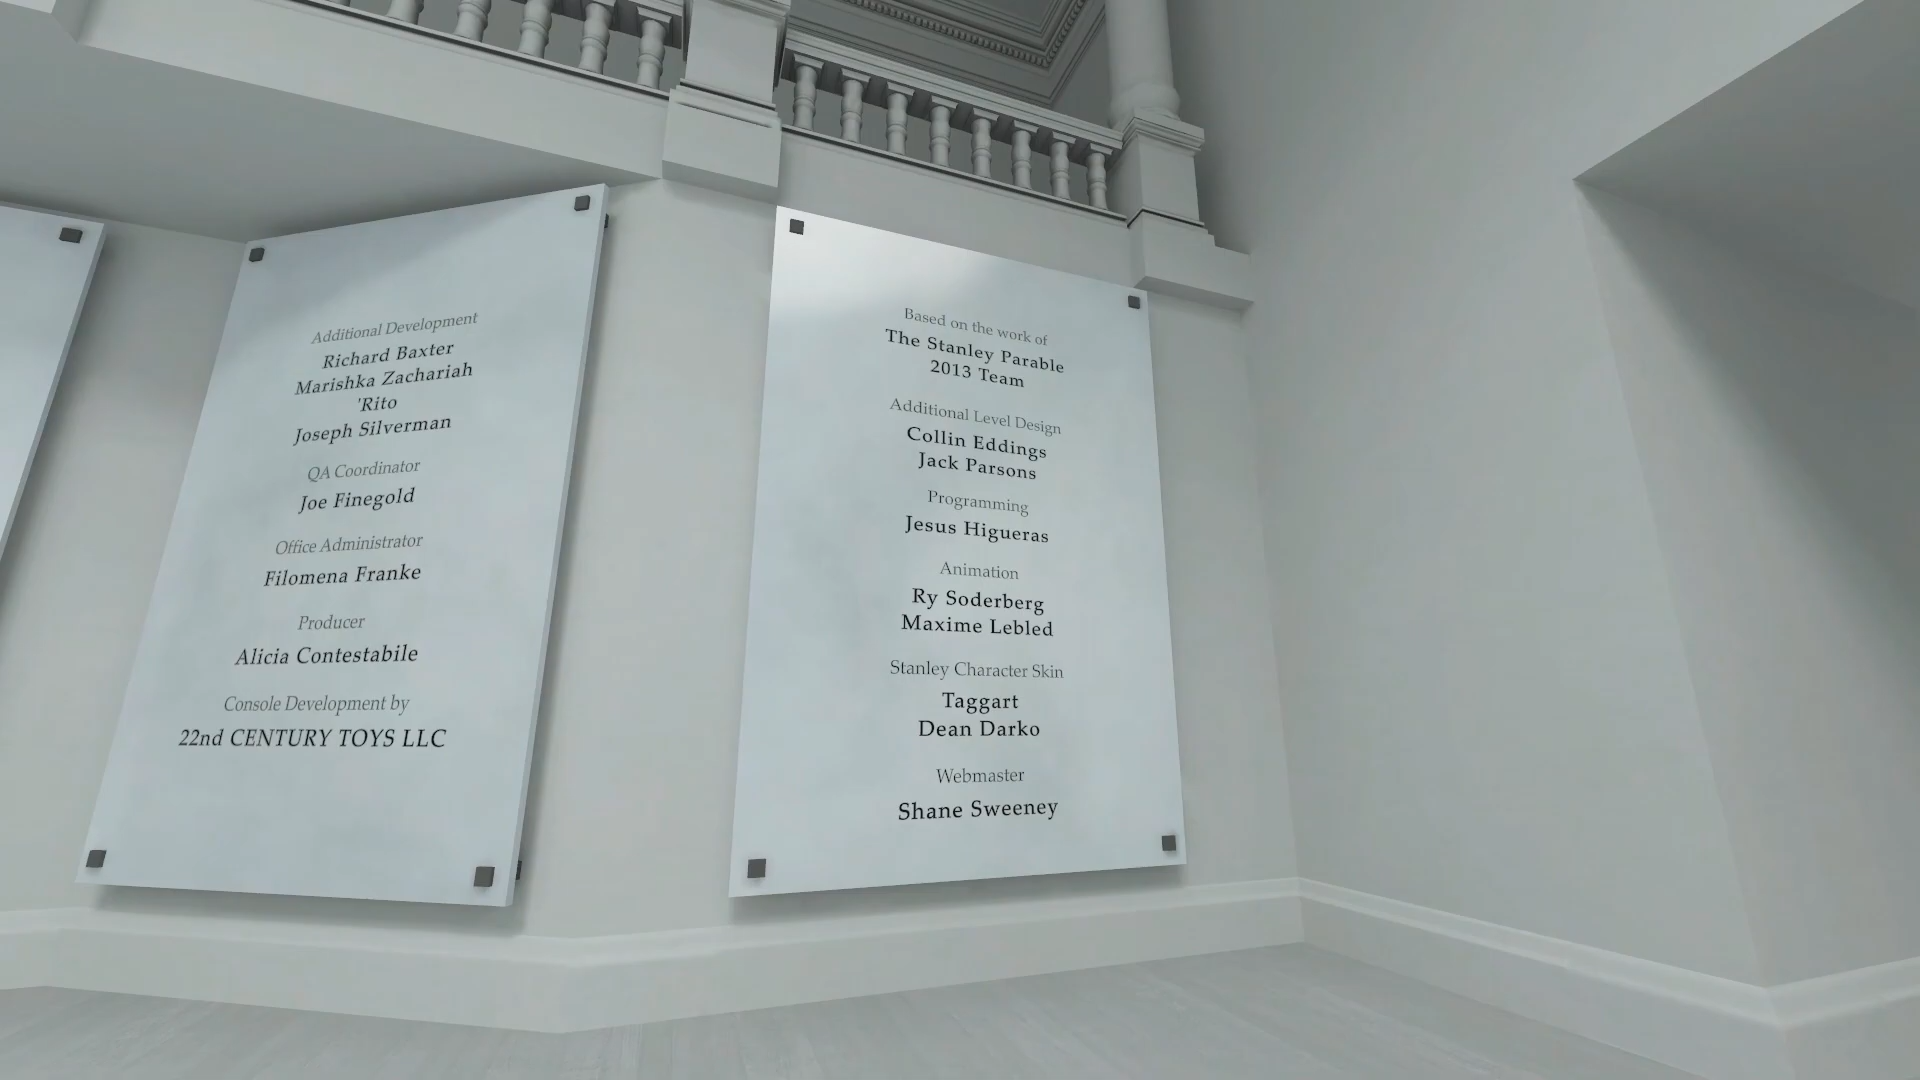 Additional Development
Richard Baxter
Marishka Zachariah
'Rito
Joseph Silverman
QA Coordinator
Joe Finegold
Office Administrator
Filomena Franke
Producer
Alicia Contestabile
Console Development by
22nd CENTURY TOYS LLC
Based on the work of
The Stanley Parable
2013 Team
Additional Level Design
Collin Eddings
Jack Parsons
Programming
Jesus Higueras
Animation
Ry Soderberg
Maxime Lebled
Stanley Character Skin
Taggart
Dean Darko
Webmaster
Shane Sweeney